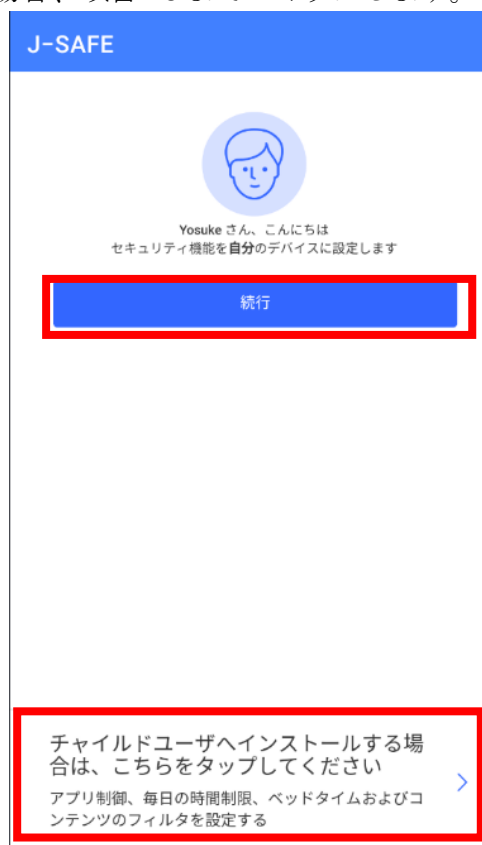 J-SAFE
Yosuke さん、こんにちは
セキュリティ機能を自分のデバイスに設定します
続行
チャイルドユーザへインストールする場
合は、こちらをタップしてください
アプリ制御、毎日の時間制限、ベッドタイムおよびコ
ンテンツのフィルタを設定する